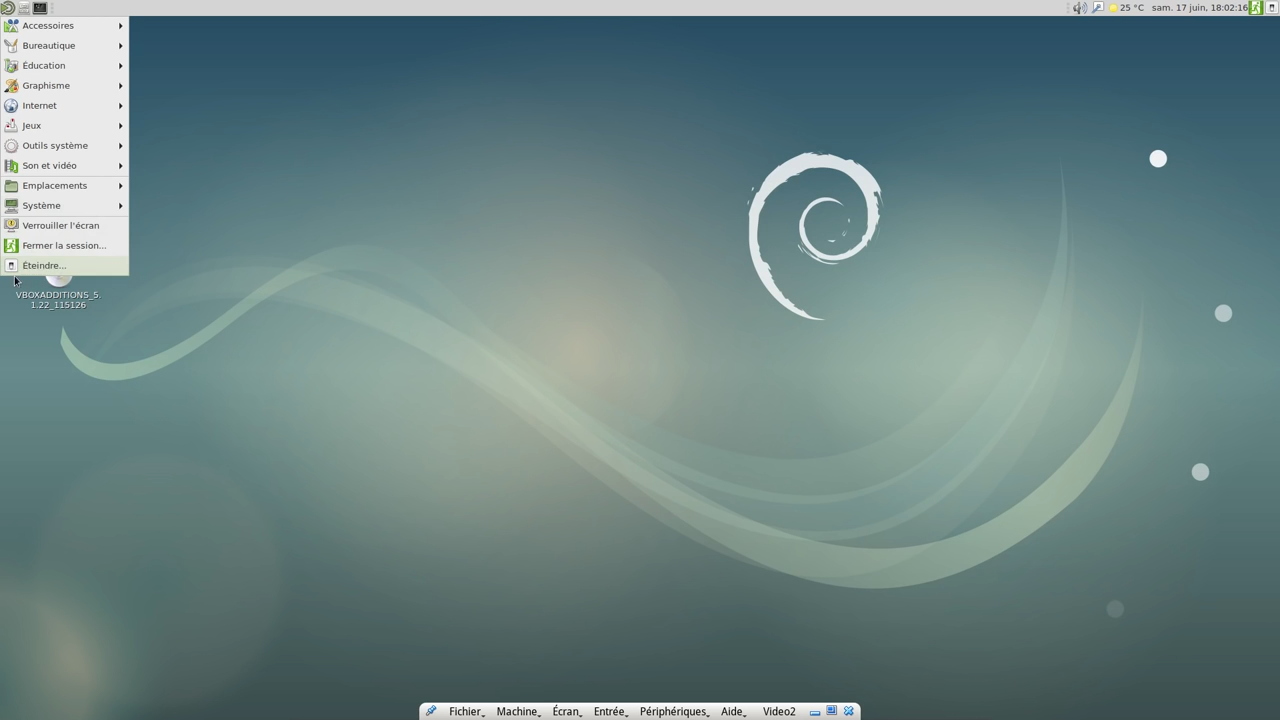 25 °C sam. 17 juin, 18:02:16
Accessoires
Bureautique
Éducation
Graphisme
Internet
Jeux
Outils système
Son et vidéo
Emplacements
Système
Verrouiller l'écran
Fermer la session...
Éteindre...
VBOXADDITIONS_5.
1.22_115126
Fichier Machine Écran Entrée Périphériques Aide Video2